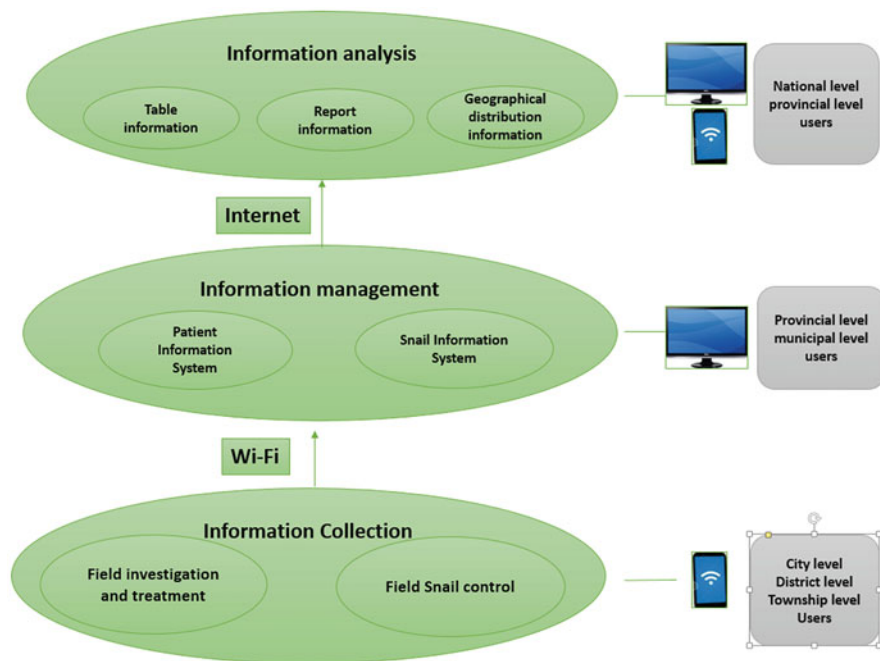 Information analysis
Table
information
Report
information
Geographical
distribution
information
National level
provincial level
users
Internet
Information management
Patient
Information
System
Snail Information
System
Provincial level
municipal level
users
Wi-Fi
Information Collection
Field investigation
and treatment
Field Snail control
City level
District level
Township level
Users